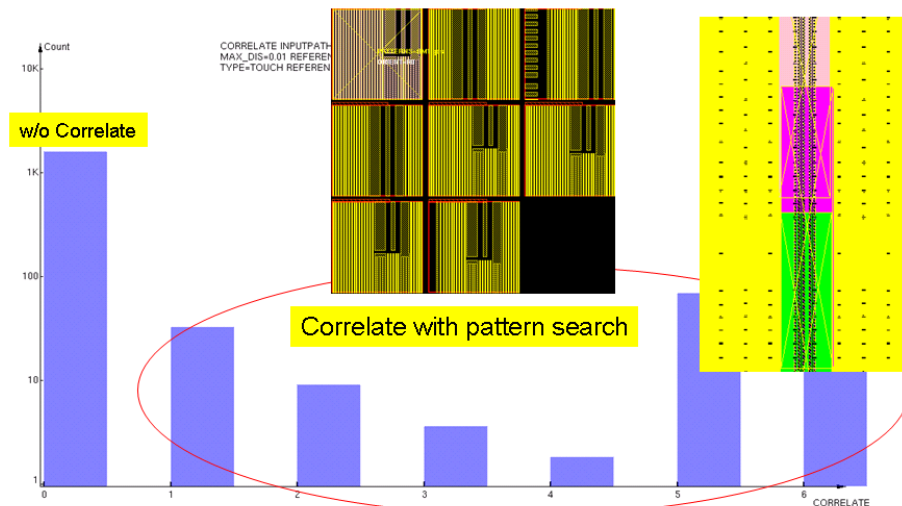 Count
CORRELATE INPUTPATH
MAX_DIS=0.01 REFEREN
TYPE=TOUCH REFEREN
10K
w/o Correlate
1K
100
Correlate with pattern search
10
1
0
1
2
3
4
5
6
CORRELATE